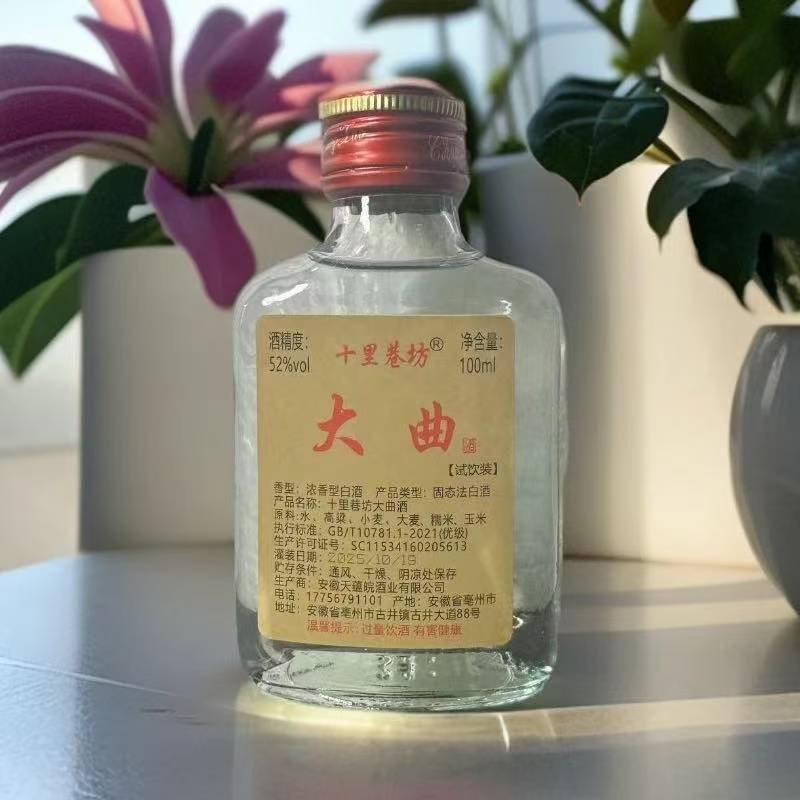 酒精度:
52%vol
十里巷坊®
净含量:
100ml
大曲
酒
【试饮装】
香型: 浓香型白酒 产品类型: 固态法白酒
产品名称: 十里巷坊大曲酒
原料:水、高粱、小麦、大麦、糯米、玉米
执行标准: GB/T10781.1-2021(优级)
生产许可证号: SC11534160205613
灌装日期: 2025/10/19
贮存条件: 通风、干燥、阴凉处保存
生产商: 安徽天蕴皖酒业有限公司
电话: 17756791101 产地: 安徽省亳州市
地址: 安徽省亳州市古井镇古井大道88号
温馨提示: 过量饮酒 有害健康